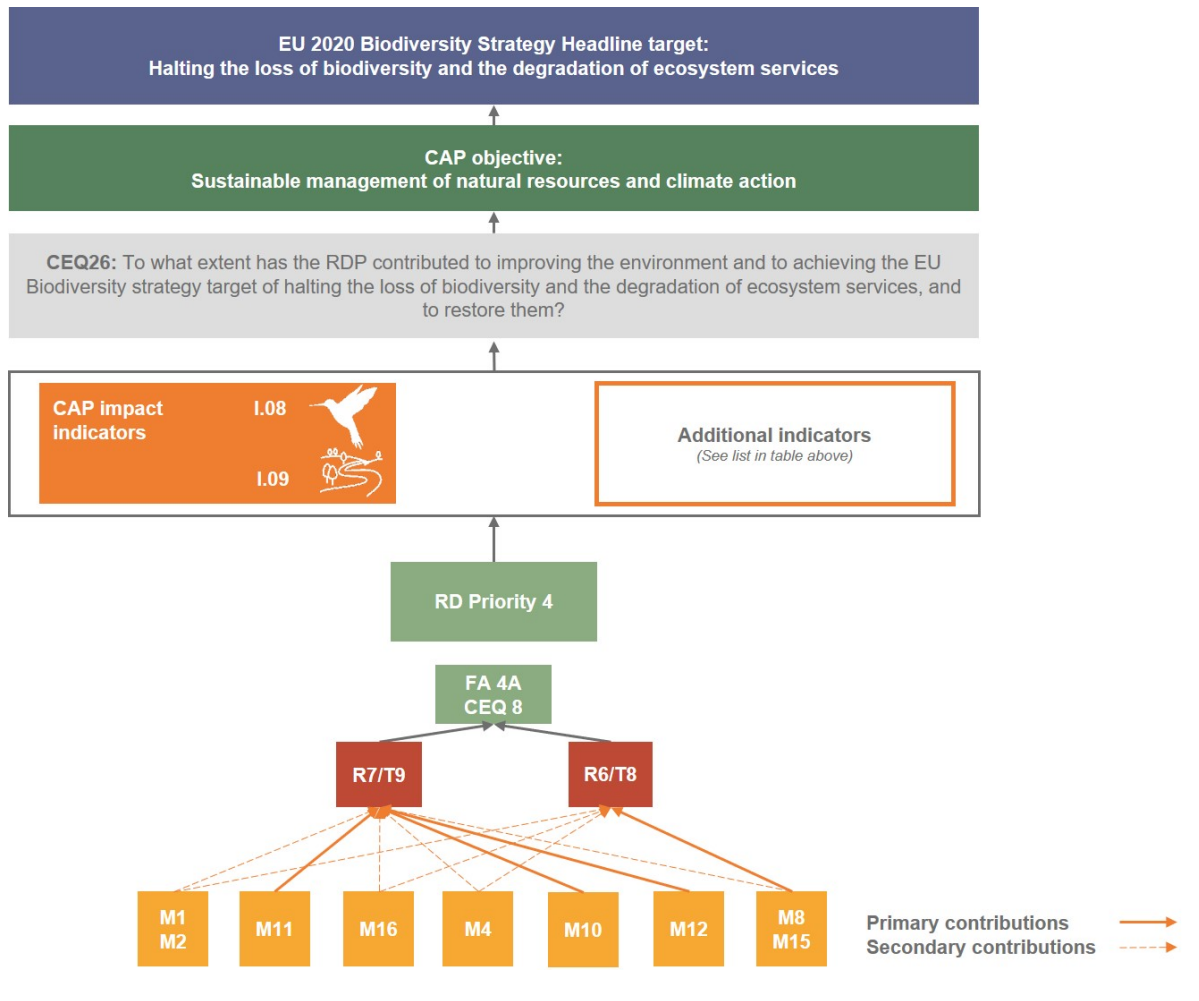 EU 2020 Biodiversity Strategy Headline target:
Halting the loss of biodiversity and the degradation of ecosystem services
CAP objective:
Sustainable management of natural resources and climate action
CEQ26: To what extent has the RDP contributed to improving the environment and to achieving the EU
Biodiversity strategy target of halting the loss of biodiversity and the degradation of ecosystem services, and
to restore them?
CAP impact
indicators
I.08
I.09
Additional indicators
(See list in table above)
RD Priority 4
FA 4A
CEQ 8
R7/T9
R6/T8
M1
M2
M11
M16
M4
M10
M12
M8
M15
Primary contributions
Secondary contributions